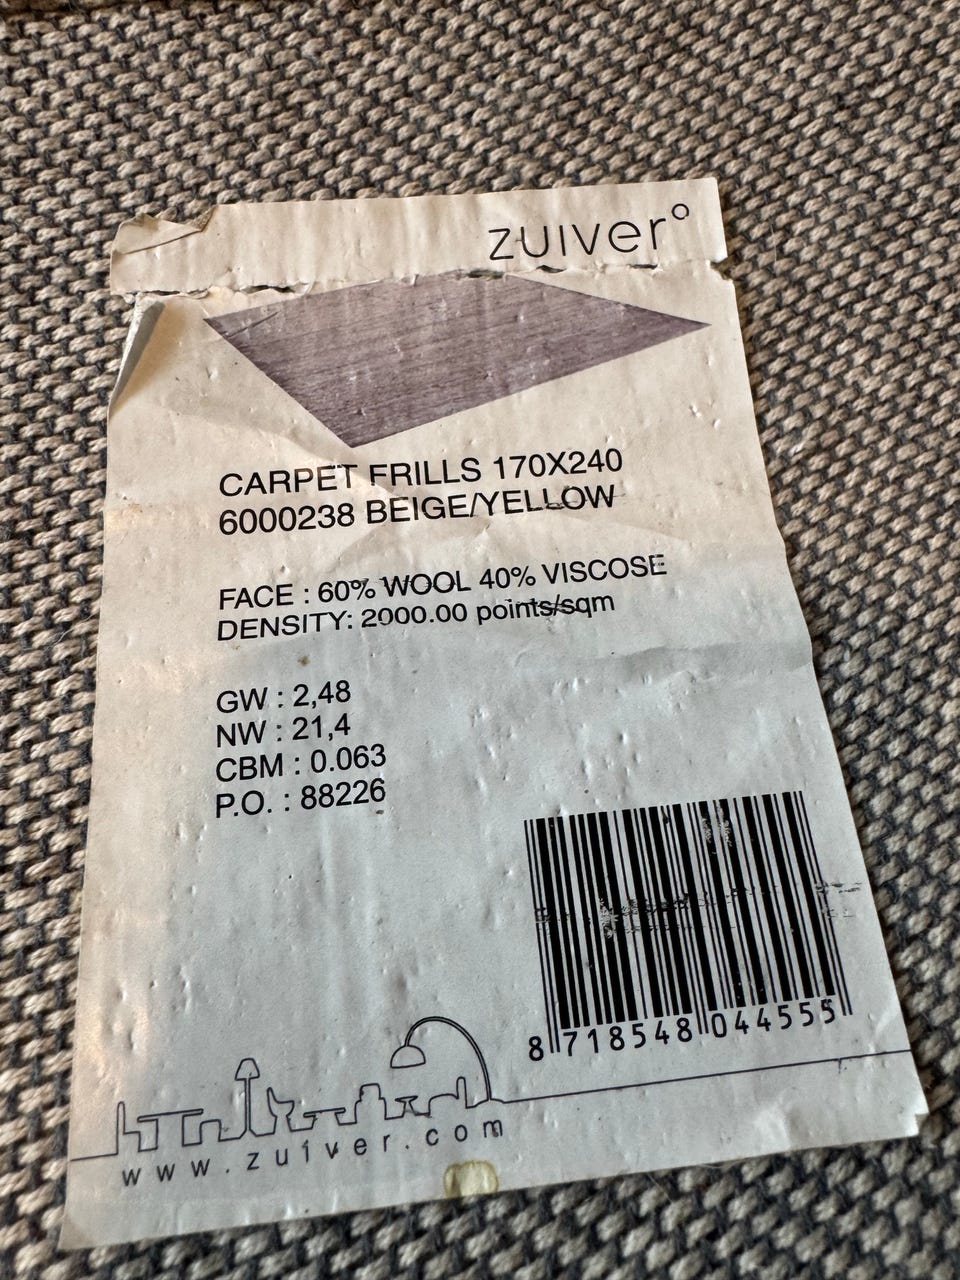 zuiver°
CARPET FRILLS 170X240
6000238 BEIGE/YELLOW
FACE : 60% WOOL 40% VISCOSE
DENSITY: 2000.00 points/sqm
GW : 2,48
NW : 21,4
CBM : 0.063
P.O. : 88226
8 718548 044555
www.zuiver.com